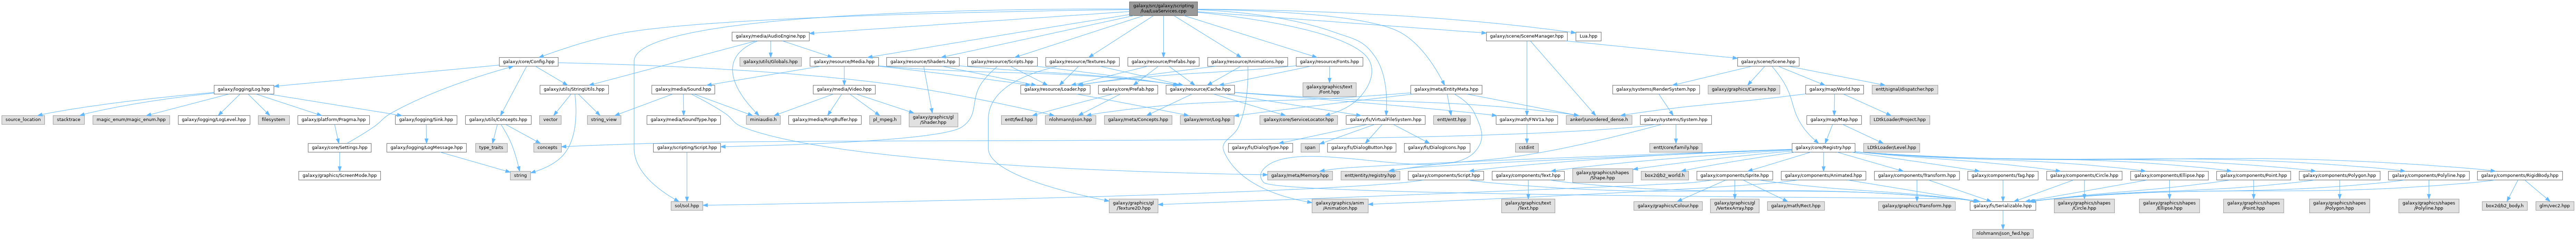 galaxy/src/galaxy/scripting
/lua/LuaServices.cpp
galaxy/media/AudioEngine.hpp
galaxy/scene/SceneManager.hpp
Lua.hpp
galaxy/core/Config.hpp
galaxy/utils/Globals.hpp
galaxy/resource/Media.hpp
galaxy/resource/Shaders.hpp
galaxy/resource/Scripts.hpp
galaxy/resource/Textures.hpp
galaxy/resource/Prefabs.hpp
galaxy/resource/Animations.hpp
galaxy/resource/Fonts.hpp
galaxy/scene/Scene.hpp
galaxy/logging/Log.hpp
galaxy/utils/StringUtils.hpp
galaxy/media/Sound.hpp
galaxy/media/Video.hpp
galaxy/resource/Loader.hpp
galaxy/core/Prefab.hpp
galaxy/resource/Cache.hpp
galaxy/graphics/text
/Font.hpp
galaxy/meta/EntityMeta.hpp
galaxy/systems/RenderSystem.hpp
galaxy/graphics/Camera.hpp
galaxy/map/World.hpp
entt/signal/dispatcher.hpp
source_location
stacktrace
magic_enum/magic_enum.hpp
galaxy/logging/LogLevel.hpp
filesystem
galaxy/platform/Pragma.hpp
galaxy/logging/Sink.hpp
galaxy/utils/Concepts.hpp
vector
string_view
galaxy/media/SoundType.hpp
miniaudio.h
galaxy/media/RingBuffer.hpp
pl_mpeg.h
galaxy/graphics/gl
/Shader.hpp
entt/fwd.hpp
nlohmann/json.hpp
galaxy/meta/Concepts.hpp
galaxy/error/Log.hpp
galaxy/core/ServiceLocator.hpp
galaxy/fs/VirtualFileSystem.hpp
entt/entt.hpp
galaxy/math/FNV1a.hpp
ankerl/unordered_dense.h
galaxy/systems/System.hpp
galaxy/map/Map.hpp
LDtkLoader/Project.hpp
galaxy/core/Settings.hpp
galaxy/logging/LogMessage.hpp
type_traits
concepts
galaxy/scripting/Script.hpp
galaxy/fs/DialogType.hpp
span
galaxy/fs/DialogButton.hpp
galaxy/fs/DialogIcons.hpp
cstdint
entt/core/family.hpp
galaxy/core/Registry.hpp
LDtkLoader/Level.hpp
galaxy/graphics/ScreenMode.hpp
string
galaxy/meta/Memory.hpp
entt/entity/registry.hpp
galaxy/components/Script.hpp
galaxy/components/Text.hpp
galaxy/graphics/shapes
/Shape.hpp
box2d/b2_world.h
galaxy/components/Sprite.hpp
galaxy/components/Animated.hpp
galaxy/components/Transform.hpp
galaxy/components/Tag.hpp
galaxy/components/Circle.hpp
galaxy/components/Ellipse.hpp
galaxy/components/Point.hpp
galaxy/components/Polygon.hpp
galaxy/components/Polyline.hpp
galaxy/components/RigidBody.hpp
sol/sol.hpp
galaxy/graphics/gl
/Texture2D.hpp
galaxy/graphics/anim
/Animation.hpp
galaxy/graphics/text
/Text.hpp
galaxy/graphics/Colour.hpp
galaxy/graphics/gl
/VertexArray.hpp
galaxy/math/Rect.hpp
galaxy/graphics/Transform.hpp
galaxy/fs/Serializable.hpp
galaxy/graphics/shapes
/Circle.hpp
galaxy/graphics/shapes
/Ellipse.hpp
galaxy/graphics/shapes
/Point.hpp
galaxy/graphics/shapes
/Polygon.hpp
galaxy/graphics/shapes
/Polyline.hpp
box2d/b2_body.h
glm/vec2.hpp
nlohmann/json_fwd.hpp